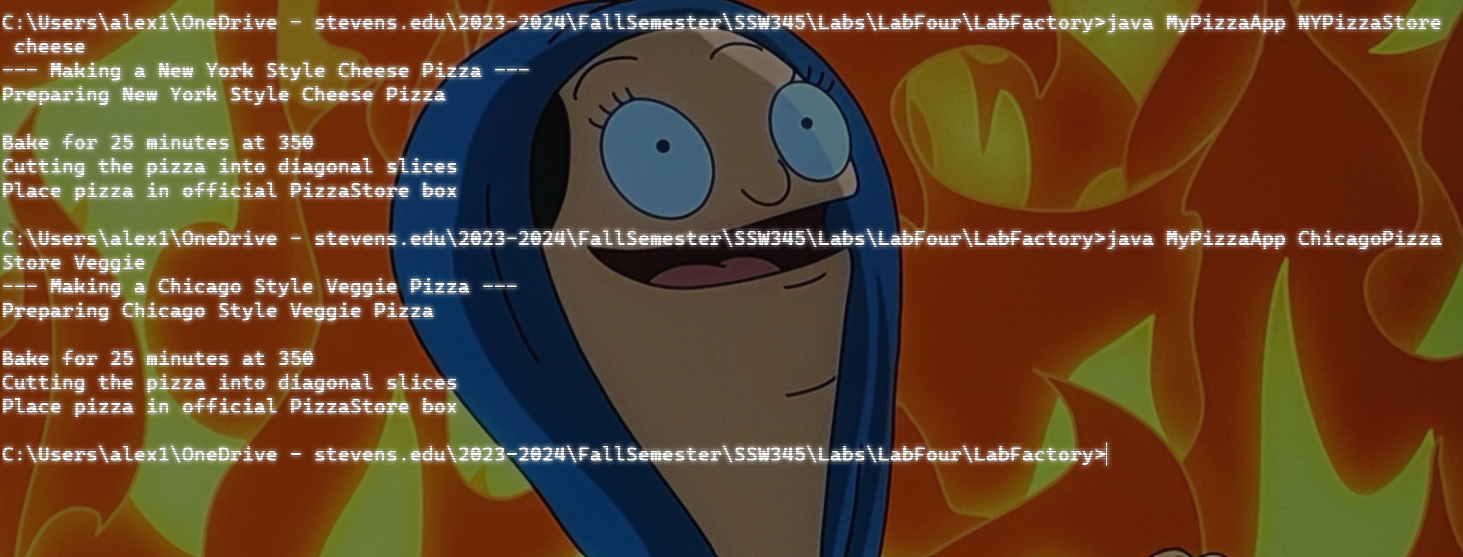 C:\Users\alex1\OneDrive - stevens.edu\2023-2024\FallSemester\SSW345\Labs\LabFour\LabFactory>java MyPizzaApp NYPizzaStore
cheese
--- Making a New York Style Cheese Pizza ---
Preparing New York Style Cheese Pizza
Bake for 25 minutes at 350
Cutting the pizza into diagonal slices
Place pizza in official PizzaStore box
C:\Users\alex1\OneDrive - stevens.edu\2023-2024\FallSemester\SSW345\Labs\LabFour\LabFactory>java MyPizzaApp ChicagoPizza
Store Veggie
--- Making a Chicago Style Veggie Pizza ---
Preparing Chicago Style Veggie Pizza
Bake for 25 minutes at 350
Cutting the pizza into diagonal slices
Place pizza in official PizzaStore box
C:\Users\alex1\OneDrive - stevens.edu\2023-2024\FallSemester\SSW345\Labs\LabFour\LabFactory>